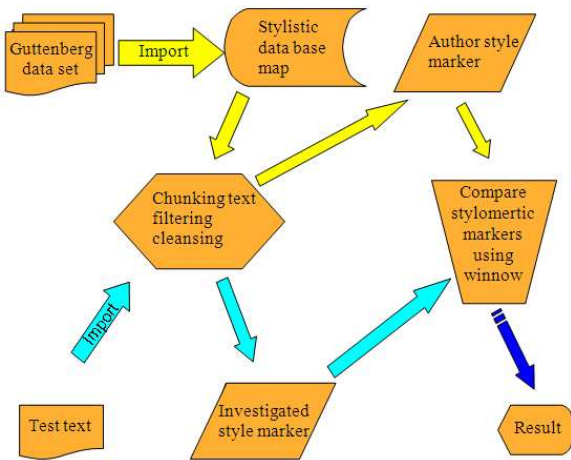 Guttenberg
data set
Import
Stylistic
data base
map
Author style
marker
Chunking text
filtering
cleansing
Compare
stylomertic
markers
using
winnow
Import
Test text
Investigated
style marker
Result